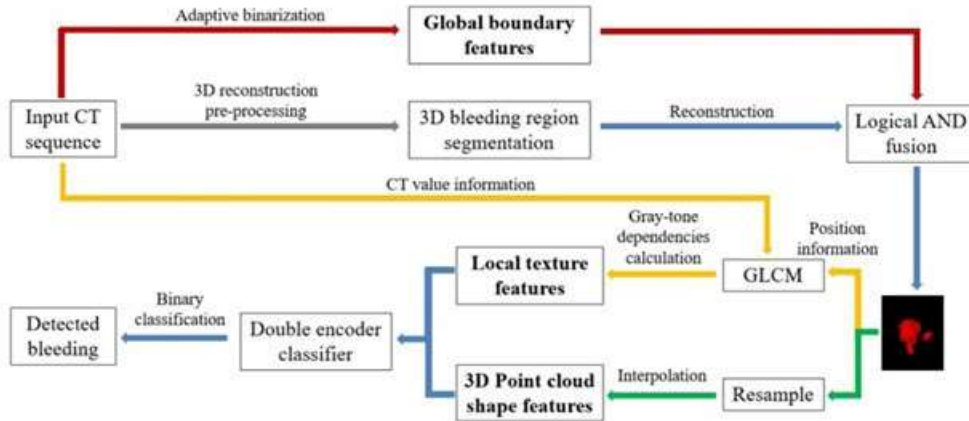 Adaptive binarization
Global boundary
features
3D reconstruction
pre-processing
Input CT
sequence
3D bleeding region
segmentation
Reconstruction
Logical AND
fusion
CT value information
Gray-tone
dependencies
calculation
Position
information
Local texture
features
GLCM
Binary
classification
Detected
bleeding
Double encoder
classifier
3D Point cloud
shape features
Interpolation
Resample